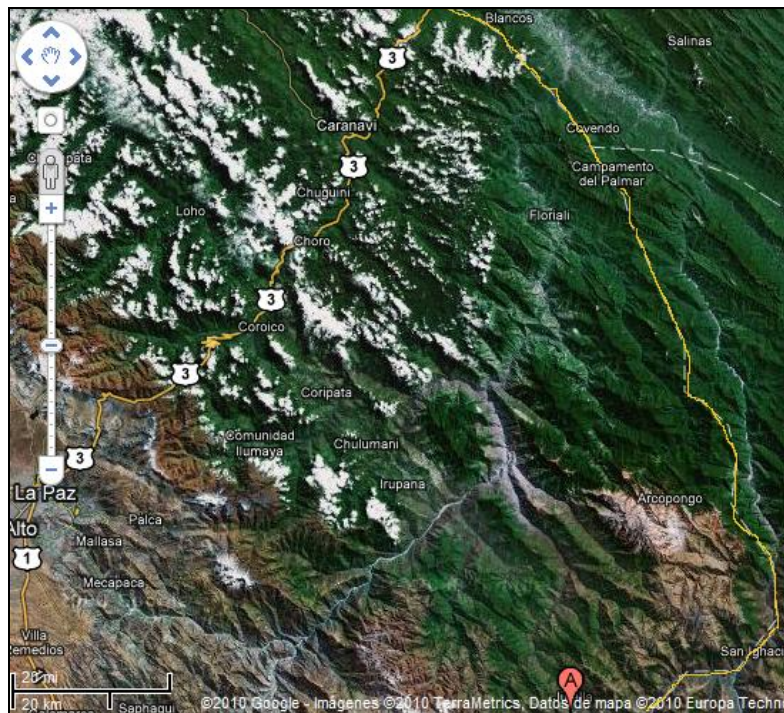 Blancos
Salinas
3
Caranavi
Covendo
3
Campamento
del Palmar
Chuguini
Loho
Floriali
Choro
3
Coroico
3
Coripata
Comunidad
Ilumaya
Chulumani
3
Irupana
La Paz
Arcopongo
Alto
Palca
Mallasa
1
Mecapaca
Villa
Remedios
San Ignaci
A
20 mi
20 km
Saphaqui
©2010 Google - Imágenes ©2010 TerraMetrics, Datos de mapa ©2010 Europa Techn